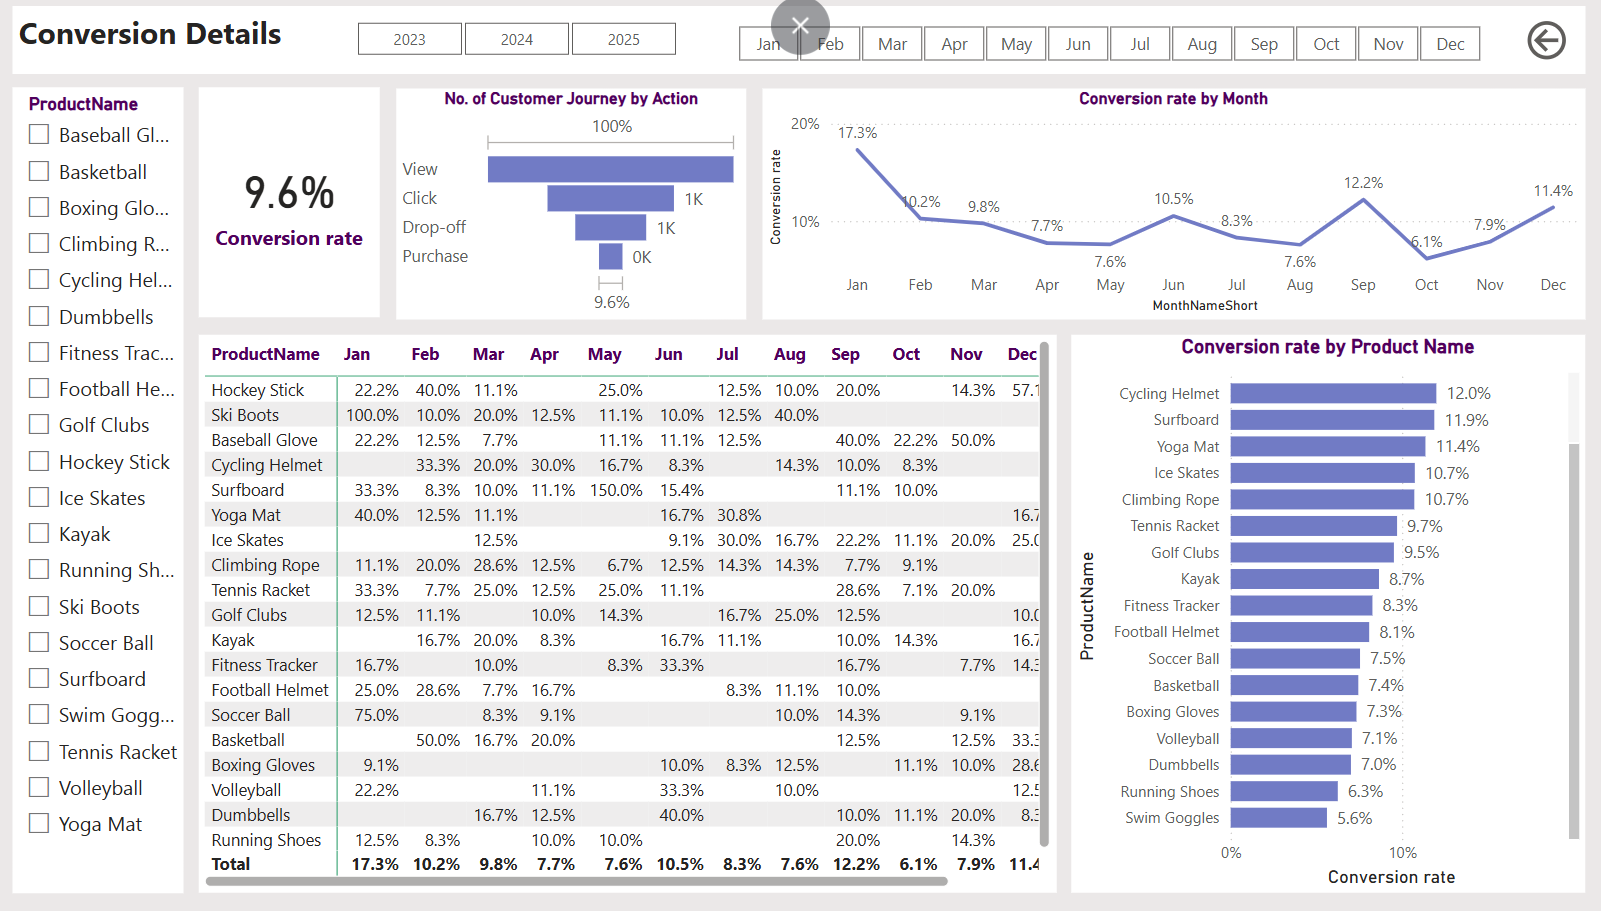 Conversion Details
2023 2024 2025
Jan Feb Mar Apr May Jun Jul Aug Sep Oct Nov Dec
ProductName
Baseball Gl...
Basketball
Boxing Glo...
Climbing R...
Cycling Hel...
Dumbbells
Fitness Trac...
Football He...
Golf Clubs
Hockey Stick
Ice Skates
Kayak
Running Sh...
Ski Boots
Soccer Ball
Surfboard
Swim Gogg...
Tennis Racket
Volleyball
Yoga Mat
9.6%
Conversion rate
No. of Customer Journey by Action
100%
View
Click 1K
Drop-off 1K
Purchase 0K
9.6%
Conversion rate by Month
Conversion rate
20%
10%
17.3% 10.2% 9.8% 7.7% 7.6% 10.5% 8.3% 7.6% 12.2% 6.1% 7.9% 11.4%
Jan Feb Mar Apr May Jun Jul Aug Sep Oct Nov Dec
MonthNameShort
ProductName Jan Feb Mar Apr May Jun Jul Aug Sep Oct Nov Dec
Hockey Stick 22.2% 40.0% 11.1% 25.0% 12.5% 10.0% 20.0% 14.3% 57.1
Ski Boots 100.0% 10.0% 20.0% 12.5% 11.1% 10.0% 12.5% 40.0%
Baseball Glove 22.2% 12.5% 7.7% 11.1% 11.1% 12.5% 40.0% 22.2% 50.0%
Cycling Helmet 33.3% 20.0% 30.0% 16.7% 8.3% 14.3% 10.0% 8.3%
Surfboard 33.3% 8.3% 10.0% 11.1% 150.0% 15.4% 11.1% 10.0%
Yoga Mat 40.0% 12.5% 11.1% 16.7% 30.8% 16.7
Ice Skates 12.5% 9.1% 30.0% 16.7% 22.2% 11.1% 20.0% 25.0
Climbing Rope 11.1% 20.0% 28.6% 12.5% 6.7% 12.5% 14.3% 14.3% 7.7% 9.1%
Tennis Racket 33.3% 7.7% 25.0% 12.5% 25.0% 11.1% 28.6% 7.1% 20.0%
Golf Clubs 12.5% 11.1% 10.0% 14.3% 16.7% 25.0% 12.5% 10.0
Kayak 16.7% 20.0% 8.3% 16.7% 11.1% 10.0% 14.3% 16.7
Fitness Tracker 16.7% 10.0% 8.3% 33.3% 16.7% 7.7% 14.3
Football Helmet 25.0% 28.6% 7.7% 16.7% 8.3% 11.1% 10.0%
Soccer Ball 75.0% 8.3% 9.1% 10.0% 14.3% 9.1%
Basketball 50.0% 16.7% 20.0% 12.5% 12.5% 33.3
Boxing Gloves 9.1% 10.0% 8.3% 12.5% 11.1% 10.0% 28.6
Volleyball 22.2% 11.1% 33.3% 10.0% 12.5
Dumbbells 16.7% 12.5% 40.0% 10.0% 11.1% 20.0% 8.3
Running Shoes 12.5% 8.3% 10.0% 10.0% 20.0% 14.3%
Total 17.3% 10.2% 9.8% 7.7% 7.6% 10.5% 8.3% 7.6% 12.2% 6.1% 7.9% 11.4
Conversion rate by Product Name
ProductName
Cycling Helmet 12.0%
Surfboard 11.9%
Yoga Mat 11.4%
Ice Skates 10.7%
Climbing Rope 10.7%
Tennis Racket 9.7%
Golf Clubs 9.5%
Kayak 8.7%
Fitness Tracker 8.3%
Football Helmet 8.1%
Soccer Ball 7.5%
Basketball 7.4%
Boxing Gloves 7.3%
Volleyball 7.1%
Dumbbells 7.0%
Running Shoes 6.3%
Swim Goggles 5.6%
0% 10%
Conversion rate